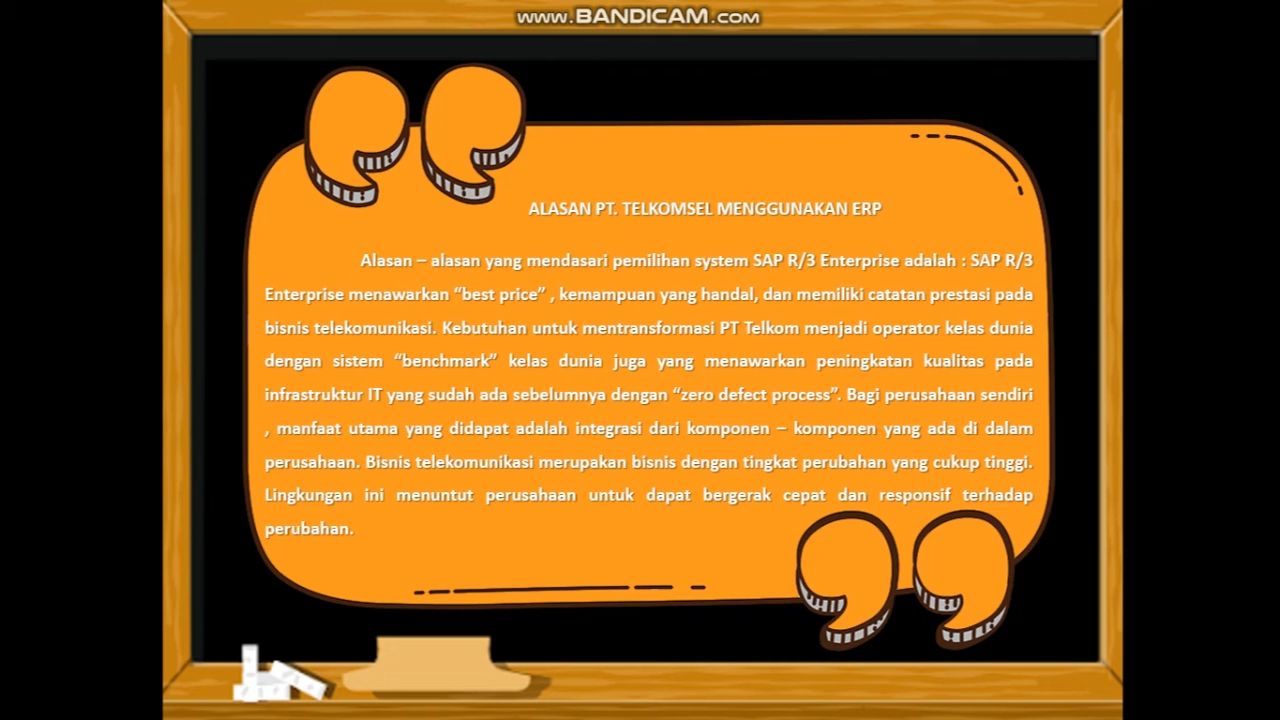 www.BANDICAM.com
ALASAN PT. TELKOMSEL MENGGUNAKAN ERP
Alasan – alasan yang mendasari pemilihan system SAP R/3 Enterprise adalah : SAP R/3
Enterprise menawarkan “best price” , kemampuan yang handal, dan memiliki catatan prestasi pada
bisnis telekomunikasi. Kebutuhan untuk mentransformasi PT Telkom menjadi operator kelas dunia
dengan sistem “benchmark” kelas dunia juga yang menawarkan peningkatan kualitas pada
infrastruktur IT yang sudah ada sebelumnya dengan “zero defect process”. Bagi perusahaan sendiri
, manfaat utama yang didapat adalah integrasi dari komponen – komponen yang ada di dalam
perusahaan. Bisnis telekomunikasi merupakan bisnis dengan tingkat perubahan yang cukup tinggi.
Lingkungan ini menuntut perusahaan untuk dapat bergerak cepat dan responsif terhadap
perubahan.